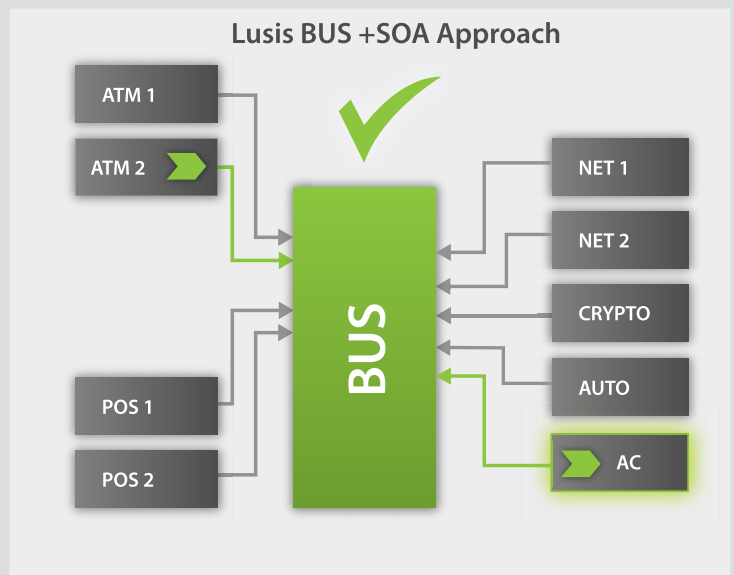 Lusis BUS +SOA Approach
ATM 1
ATM 2
POS 1
POS 2
BUS
NET 1
NET 2
CRYPTO
AUTO
AC